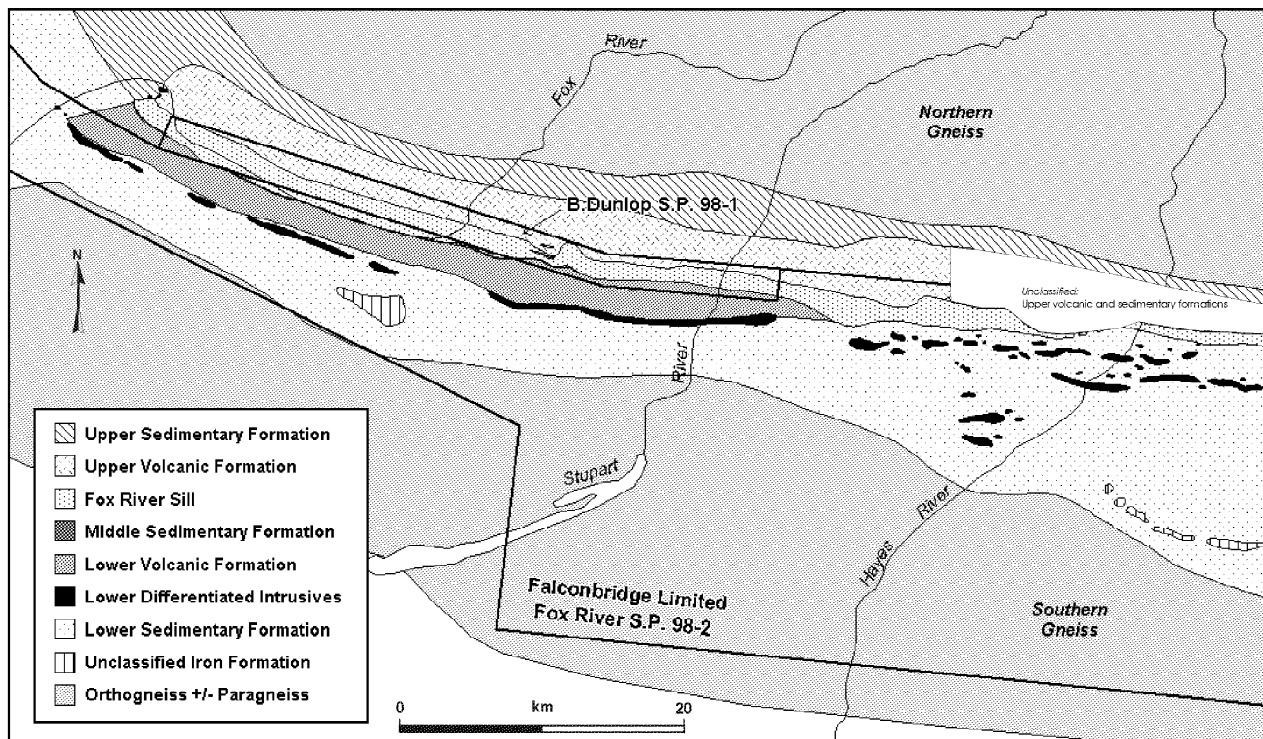 River
Fox
Northern
Gneiss
B.Dunlop S.P. 98-1
N
Unclassified:
Upper volcanic and sedimentary formations
River
Upper Sedimentary Formation
Upper Volcanic Formation
Fox River Sill
Middle Sedimentary Formation
Lower Volcanic Formation
Lower Differentiated Intrusives
Lower Sedimentary Formation
Unclassified Iron Formation
Orthogneiss +/- Paragneiss
Stupart
River
Hayes
Falconbridge Limited
Fox River S.P. 98-2
Southern
Gneiss
0 km 20